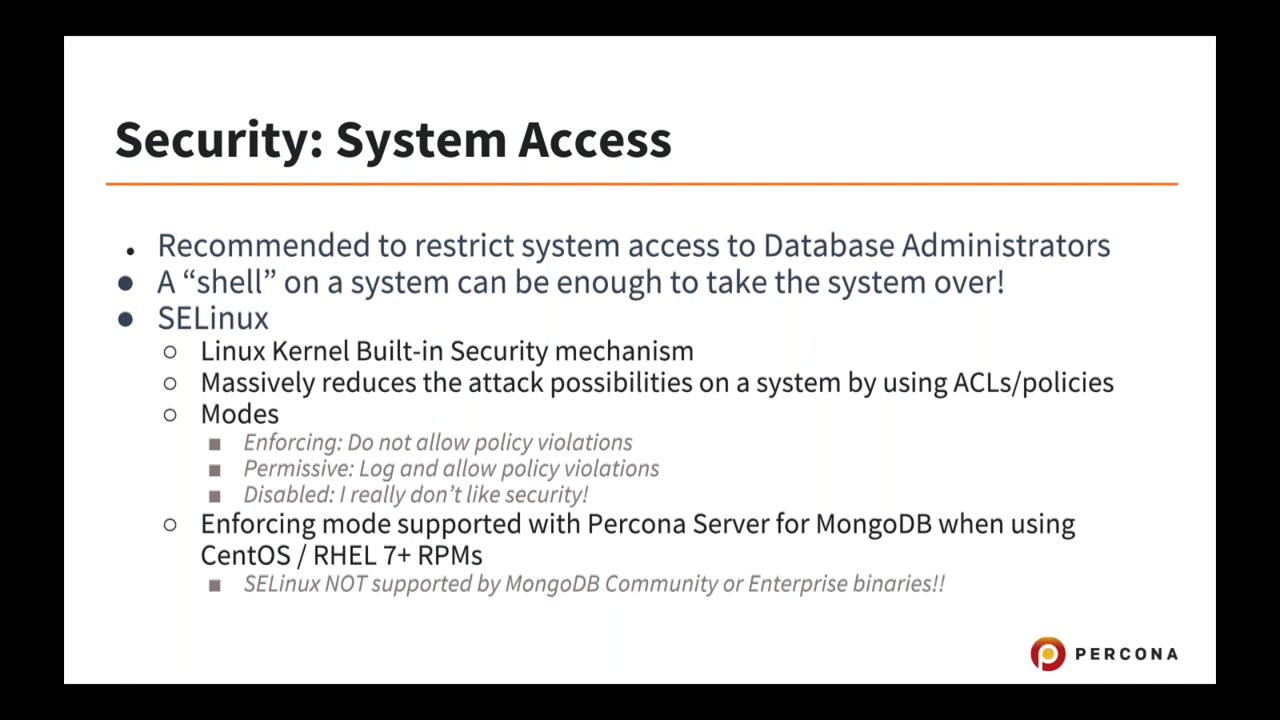 Security: System Access
• Recommended to restrict system access to Database Administrators
● A “shell” on a system can be enough to take the system over!
● SELinux
○ Linux Kernel Built-in Security mechanism
○ Massively reduces the attack possibilities on a system by using ACLs/policies
○ Modes
■ Enforcing: Do not allow policy violations
■ Permissive: Log and allow policy violations
■ Disabled: I really don’t like security!
○ Enforcing mode supported with Percona Server for MongoDB when using
CentOS / RHEL 7+ RPMs
■ SELinux NOT supported by MongoDB Community or Enterprise binaries!!
PERCONA